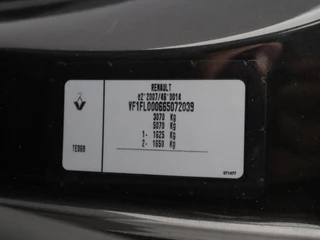 RENAULT
e2*2007/46*0014
VF1FL000665072039
3070 Kg
5070 Kg
1- 1625 Kg
2- 1650 Kg